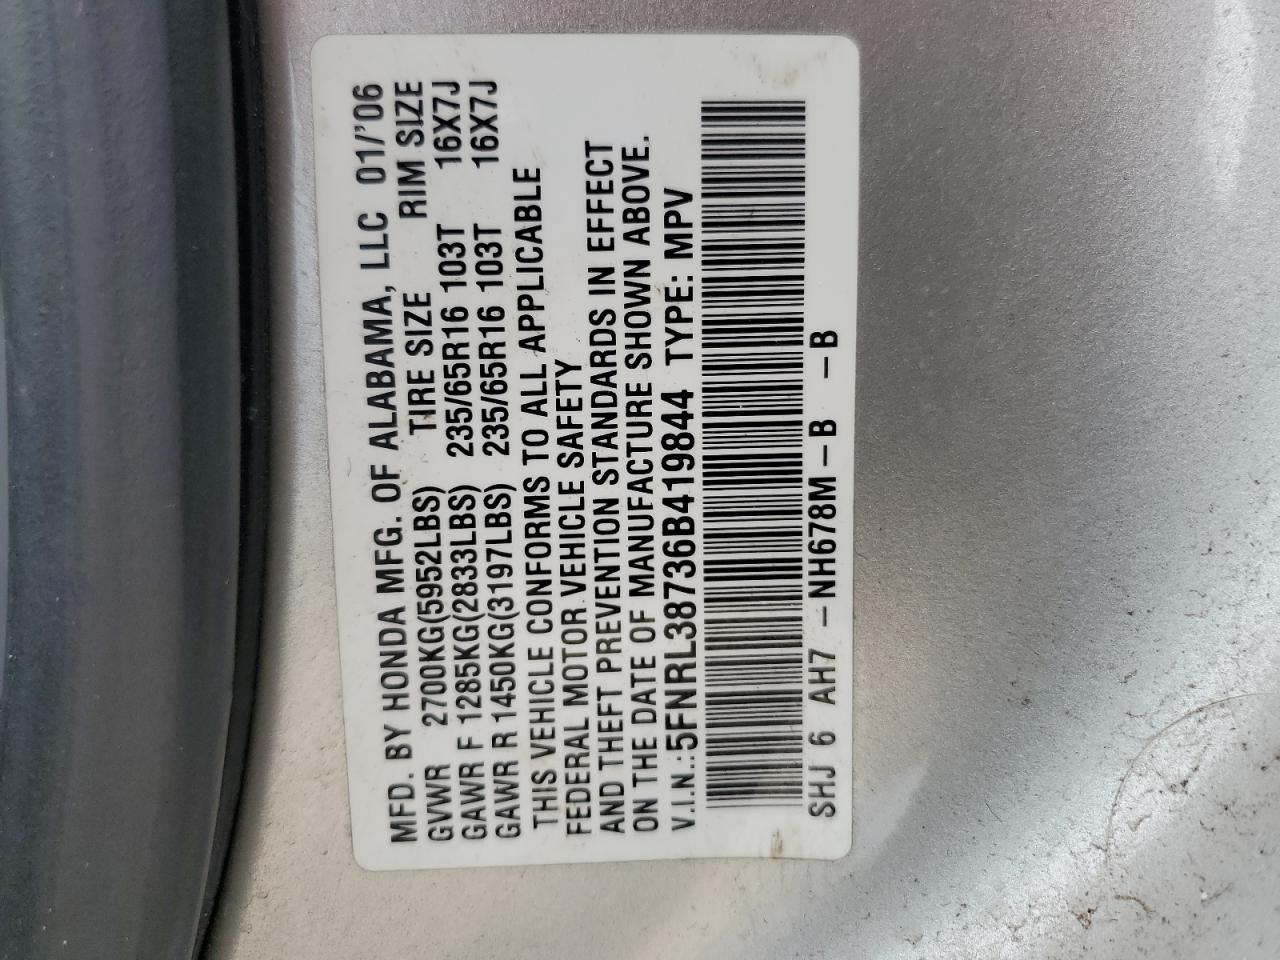 MFD. BY HONDA MFG. OF ALABAMA, LLC 01/'06
GVWR 2700KG(5952LBS) TIRE SIZE RIM SIZE
GAWR F 1285KG(2833LBS) 235/65R16 103T 16X7J
GAWR R 1450KG(3197LBS) 235/65R16 103T 16X7J
THIS VEHICLE CONFORMS TO ALL APPLICABLE
FEDERAL MOTOR VEHICLE SAFETY
AND THEFT PREVENTION STANDARDS IN EFFECT
ON THE DATE OF MANUFACTURE SHOWN ABOVE.
V.I.N.:5FNRL38736B419844 TYPE: MPV
SHJ 6 AH7 -NH678M-B -B